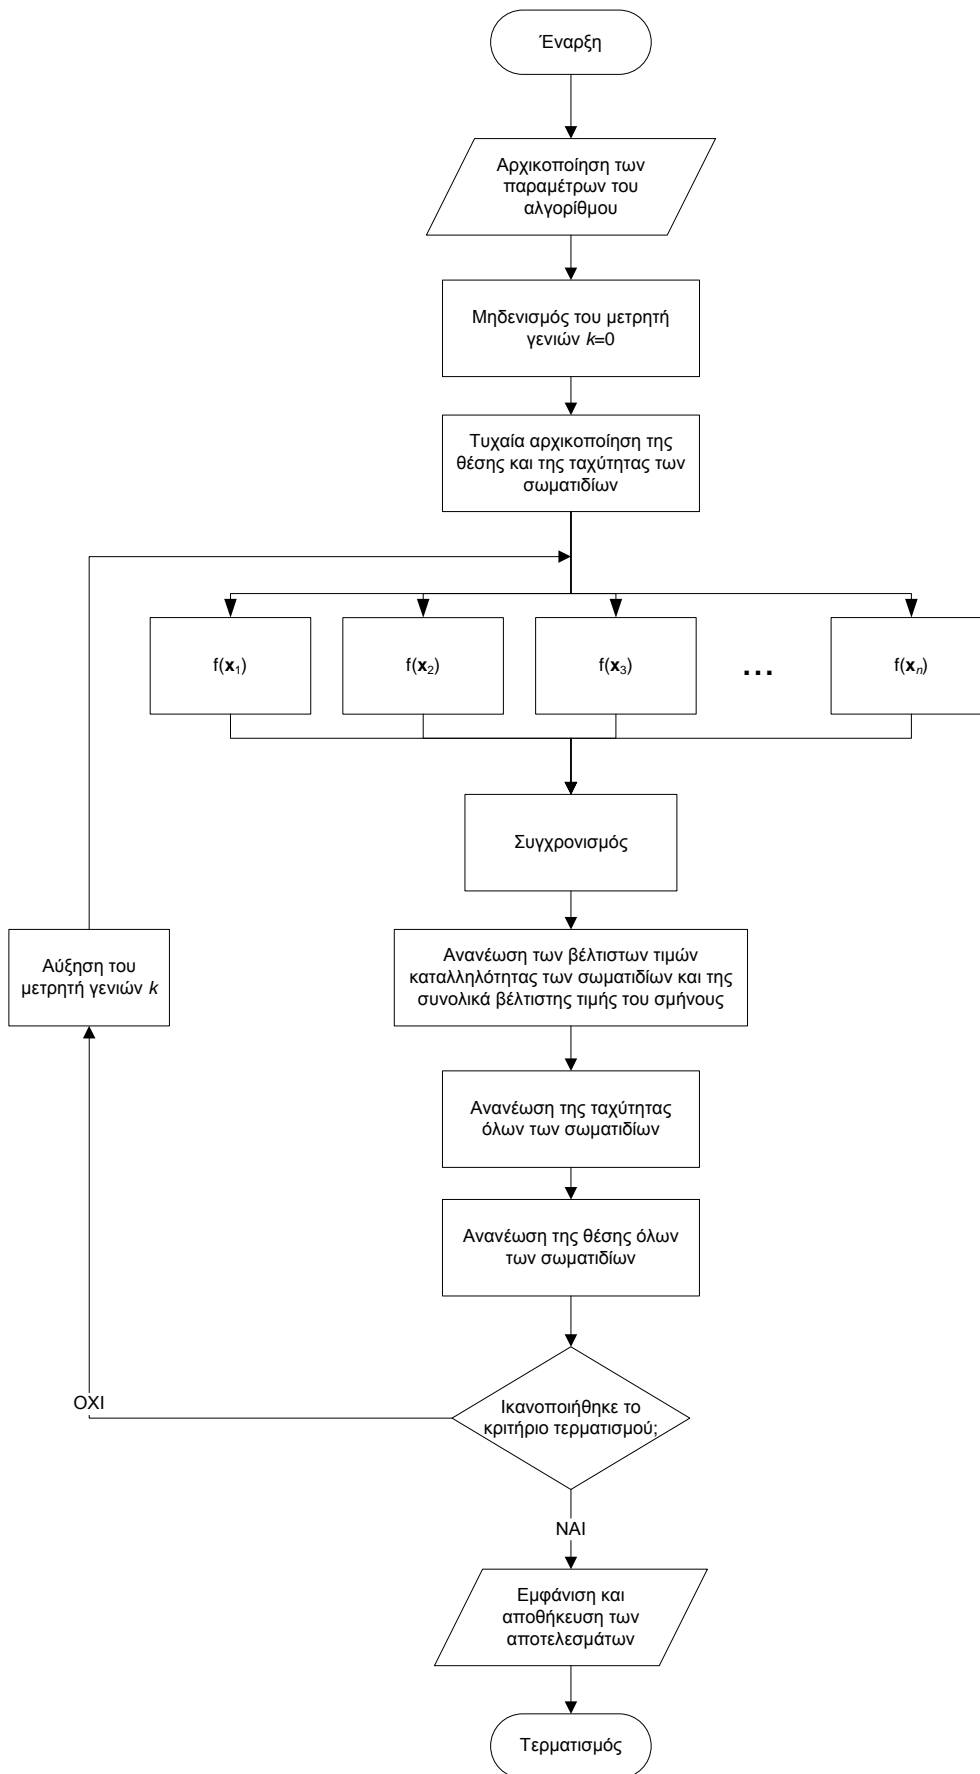 Έναρξη
Αρχικοποίηση των
παραμέτρων του
αλγορίθμου
Μηδενισμός του μετρητή
γενιών k=0
Τυχαία αρχικοποίηση της
θέσης και της ταχύτητας των
σωματιδίων
f(x₁)
f(x₂)
f(x₃)
...
f(xₙ)
Συγχρονισμός
Αύξηση του
μετρητή γενιών k
Ανανέωση των βέλτιστων τιμών
καταλληλότητας των σωματιδίων και της
συνολικά βέλτιστης τιμής του σμήνους
Ανανέωση της ταχύτητας
όλων των σωματιδίων
Ανανέωση της θέσης όλων
των σωματιδίων
ΟΧΙ
Ικανοποιήθηκε το
κριτήριο τερματισμού;
ΝΑΙ
Εμφάνιση και
αποθήκευση των
αποτελεσμάτων
Τερματισμός